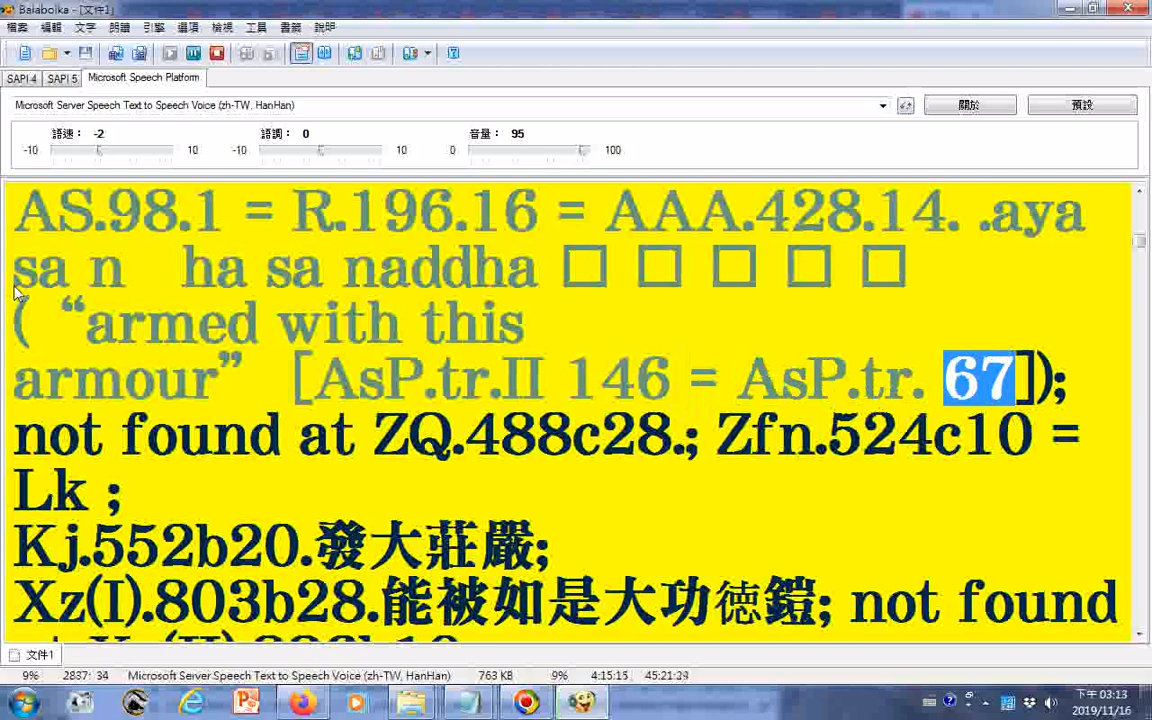 Balabolka - [文件1]
檔案 編輯 文字 朗讀 引擎 選項 檢視 工具 書籤 說明
SAPI 4 SAPI 5 Microsoft Speech Platform
Microsoft Server Speech Text to Speech Voice (zh-TW, HanHan) 關於 預設
語速： -2 語調： 0 音量： 95
-10 10 -10 10 0 100
AS.98.1 = R.196.16 = AAA.428.14. .aya
sa n ha sa naddha □ □ □ □ □
( “armed with this
armour” [AsP.tr.II 146 = AsP.tr. 67]);
not found at ZQ.488c28.; Zfn.524c10 =
Lk ;
Kj.552b20.發大莊嚴;
Xz(I).803b28.能被如是大功德鎧; not found
文件1
9% 2837: 34 Microsoft Server Speech Text to Speech Voice (zh-TW, HanHan) 763 KB 9% 4:15:15 45:21:29
下午 03:13
2019/11/16